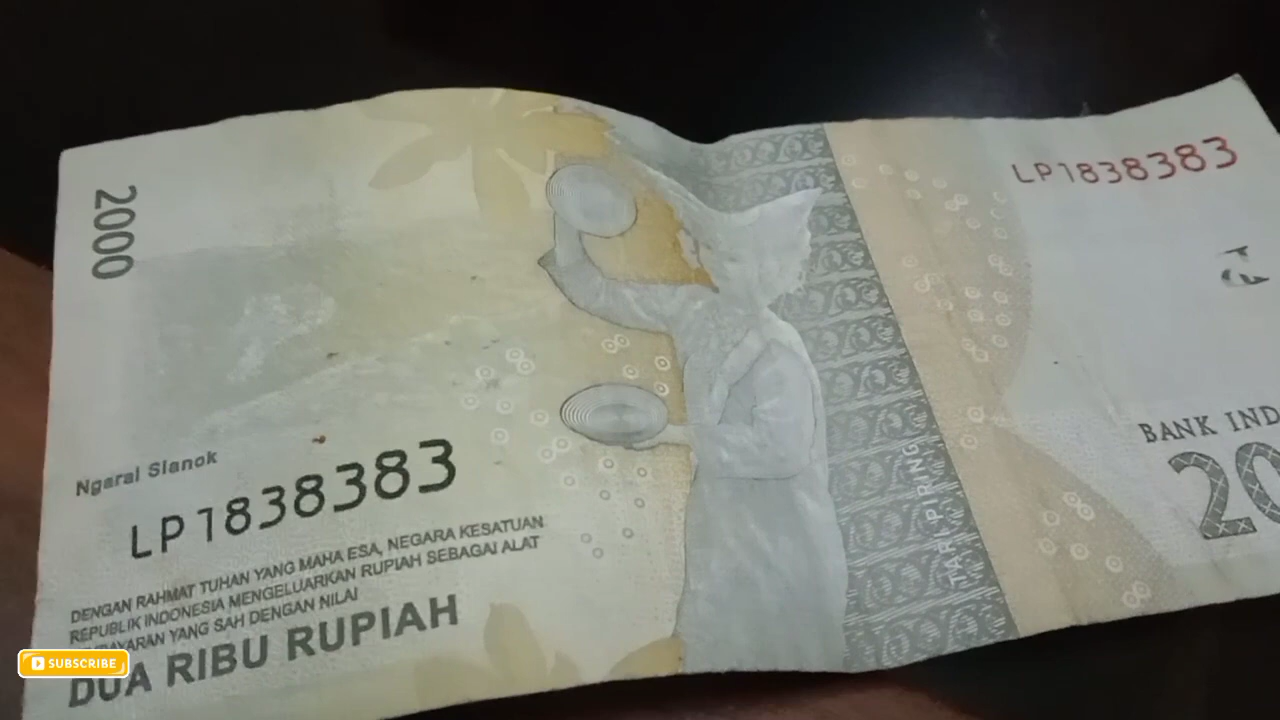 2000
LP1838383
Ngarai Sianok
LP1838383
DENGAN RAHMAT TUHAN YANG MAHA ESA, NEGARA KESATUAN
REPUBLIK INDONESIA MENGELUARKAN RUPIAH SEBAGAI ALAT
YANG SAH DENGAN NILAI
DUA RIBU RUPIAH
TARI PIRING
BANK IND
20
SUBSCRIBE